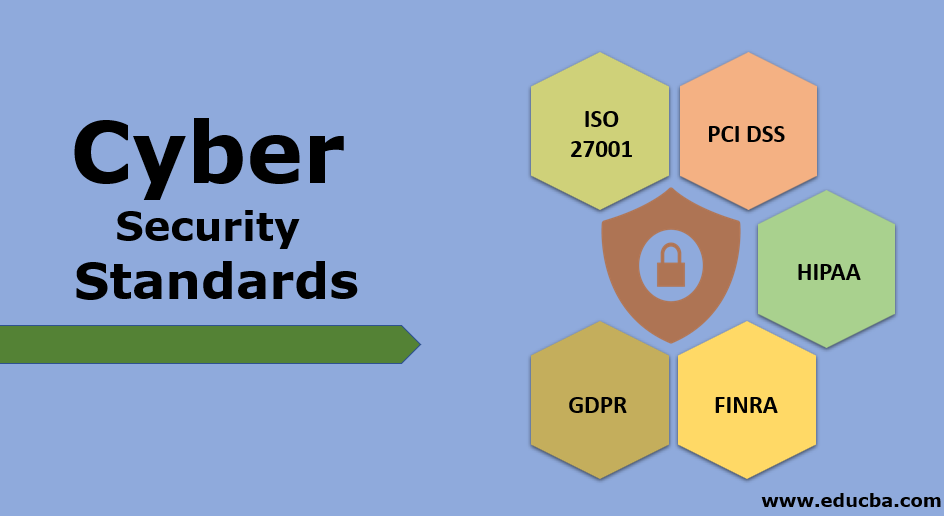 Cyber
Security
Standards
ISO
27001
PCI DSS
HIPAA
GDPR
FINRA
www.educba.com